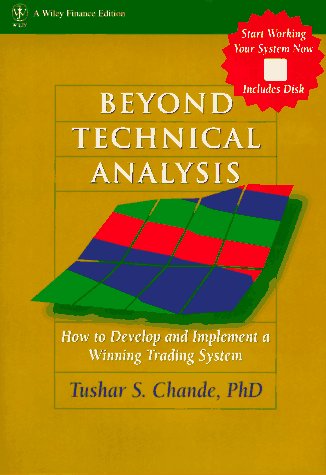 A Wiley Finance Edition
Start Working
Your System Now
Includes Disk
BEYOND
TECHNICAL
ANALYSIS
How to Develop and Implement a
Winning Trading System
Tushar S. Chande, PhD